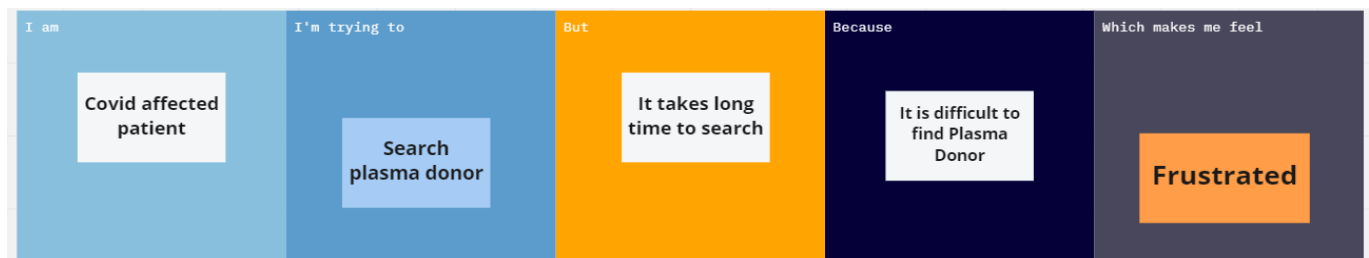 I am
Covid affected
patient
I'm trying to
Search
plasma donor
But
It takes long
time to search
Because
It is difficult to
find Plasma
Donor
Which makes me feel
Frustrated